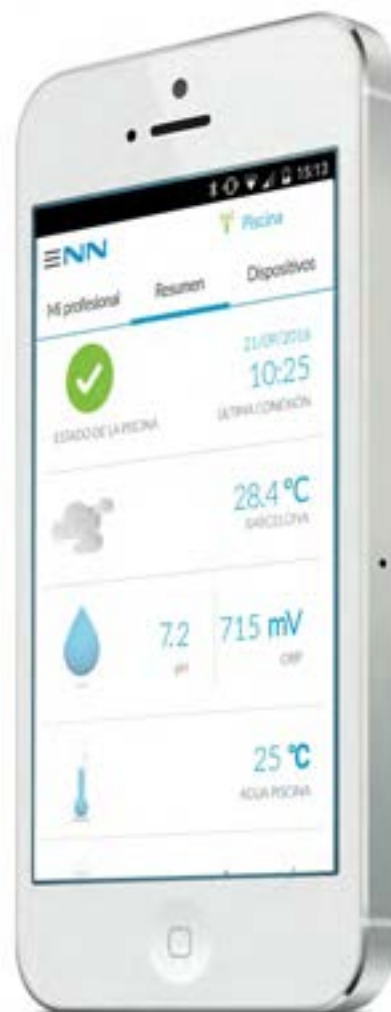 15:13
NN
Piscina
Mi profesional Resumen Dispositivos
21/09/2016
10:25
ESTADO DE LA PISCINA ÚLTIMA CONEXIÓN
28.4 °C
BARCELONA
7.2 715 mV
pH ORP
25 °C
AGUA PISCINA